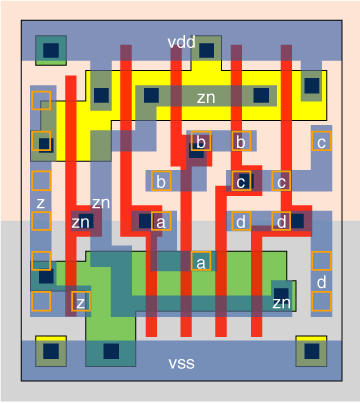 vdd
zn
b b c
b c c
z zn
zn a d d
a
d
z zn
vss